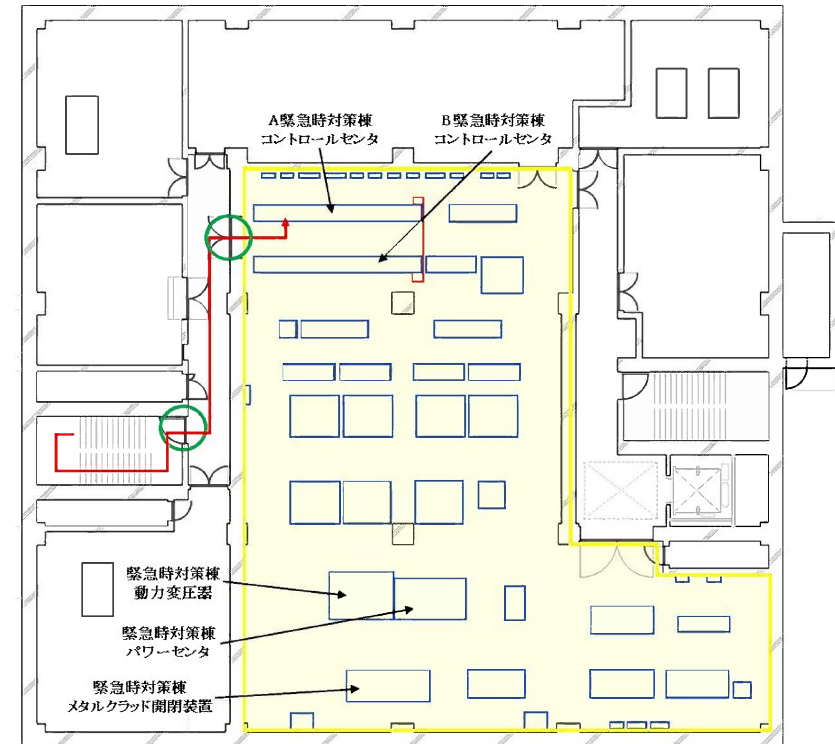 A緊急時対策棟
コントロールセンタ
B緊急時対策棟
コントロールセンタ
緊急時対策棟
動力変圧器
緊急時対策棟
パワーセンタ
緊急時対策棟
メタルクラッド開閉装置